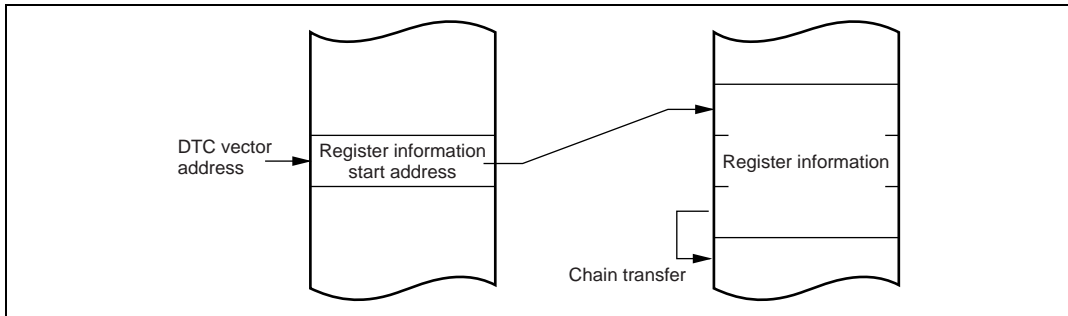 DTC vector
address
Register information
start address
Register information
Chain transfer